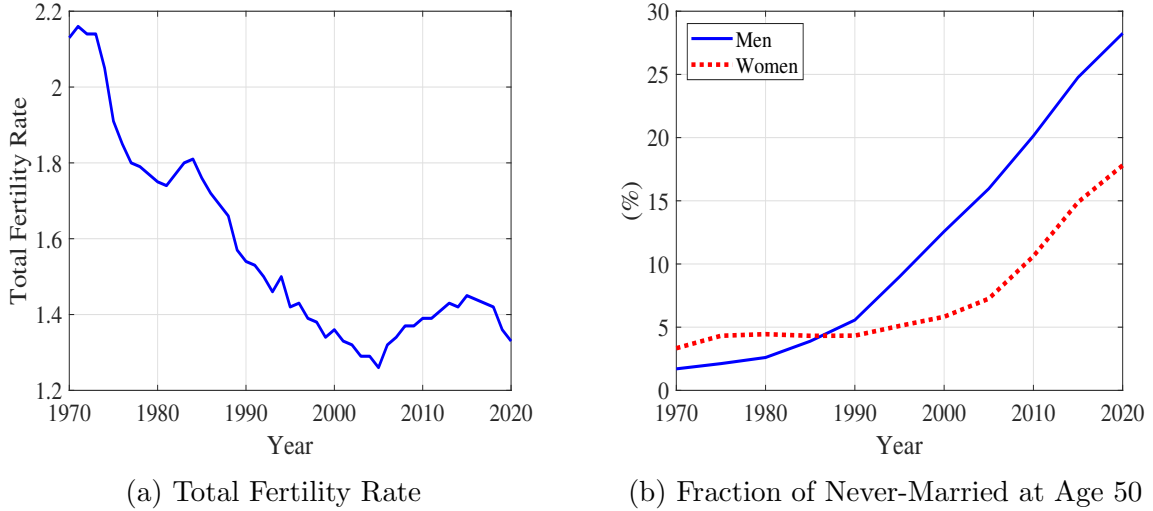 2.2
2
1.8
1.6
1.4
1.2
Total Fertility Rate
1970 1980 1990 2000 2010 2020
Year
(a) Total Fertility Rate
30
25
20
15
10
5
0
(%)
Men
Women
1970 1980 1990 2000 2010 2020
Year
(b) Fraction of Never-Married at Age 50